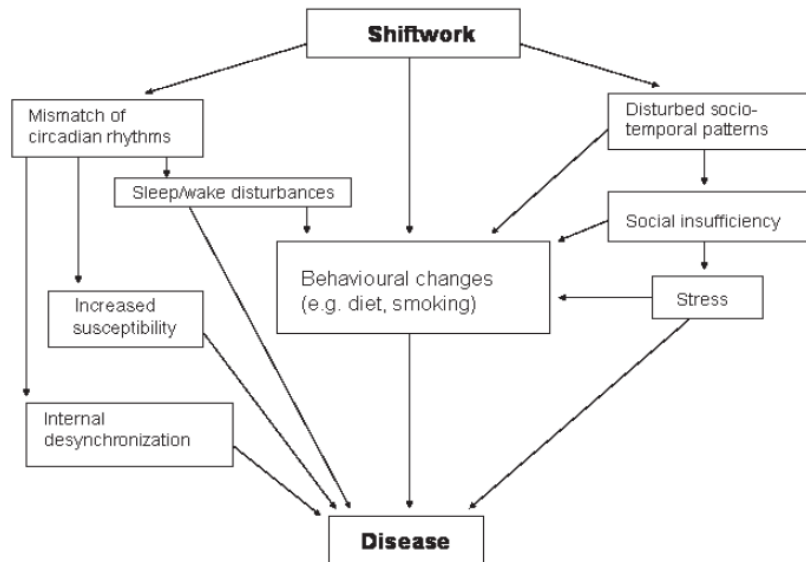 Shiftwork
Mismatch of
circadian rhythms
Disturbed socio-
temporal patterns
Sleep/wake disturbances
Social insufficiency
Behavioural changes
(e.g. diet, smoking)
Increased
susceptibility
Stress
Internal
desynchronization
Disease